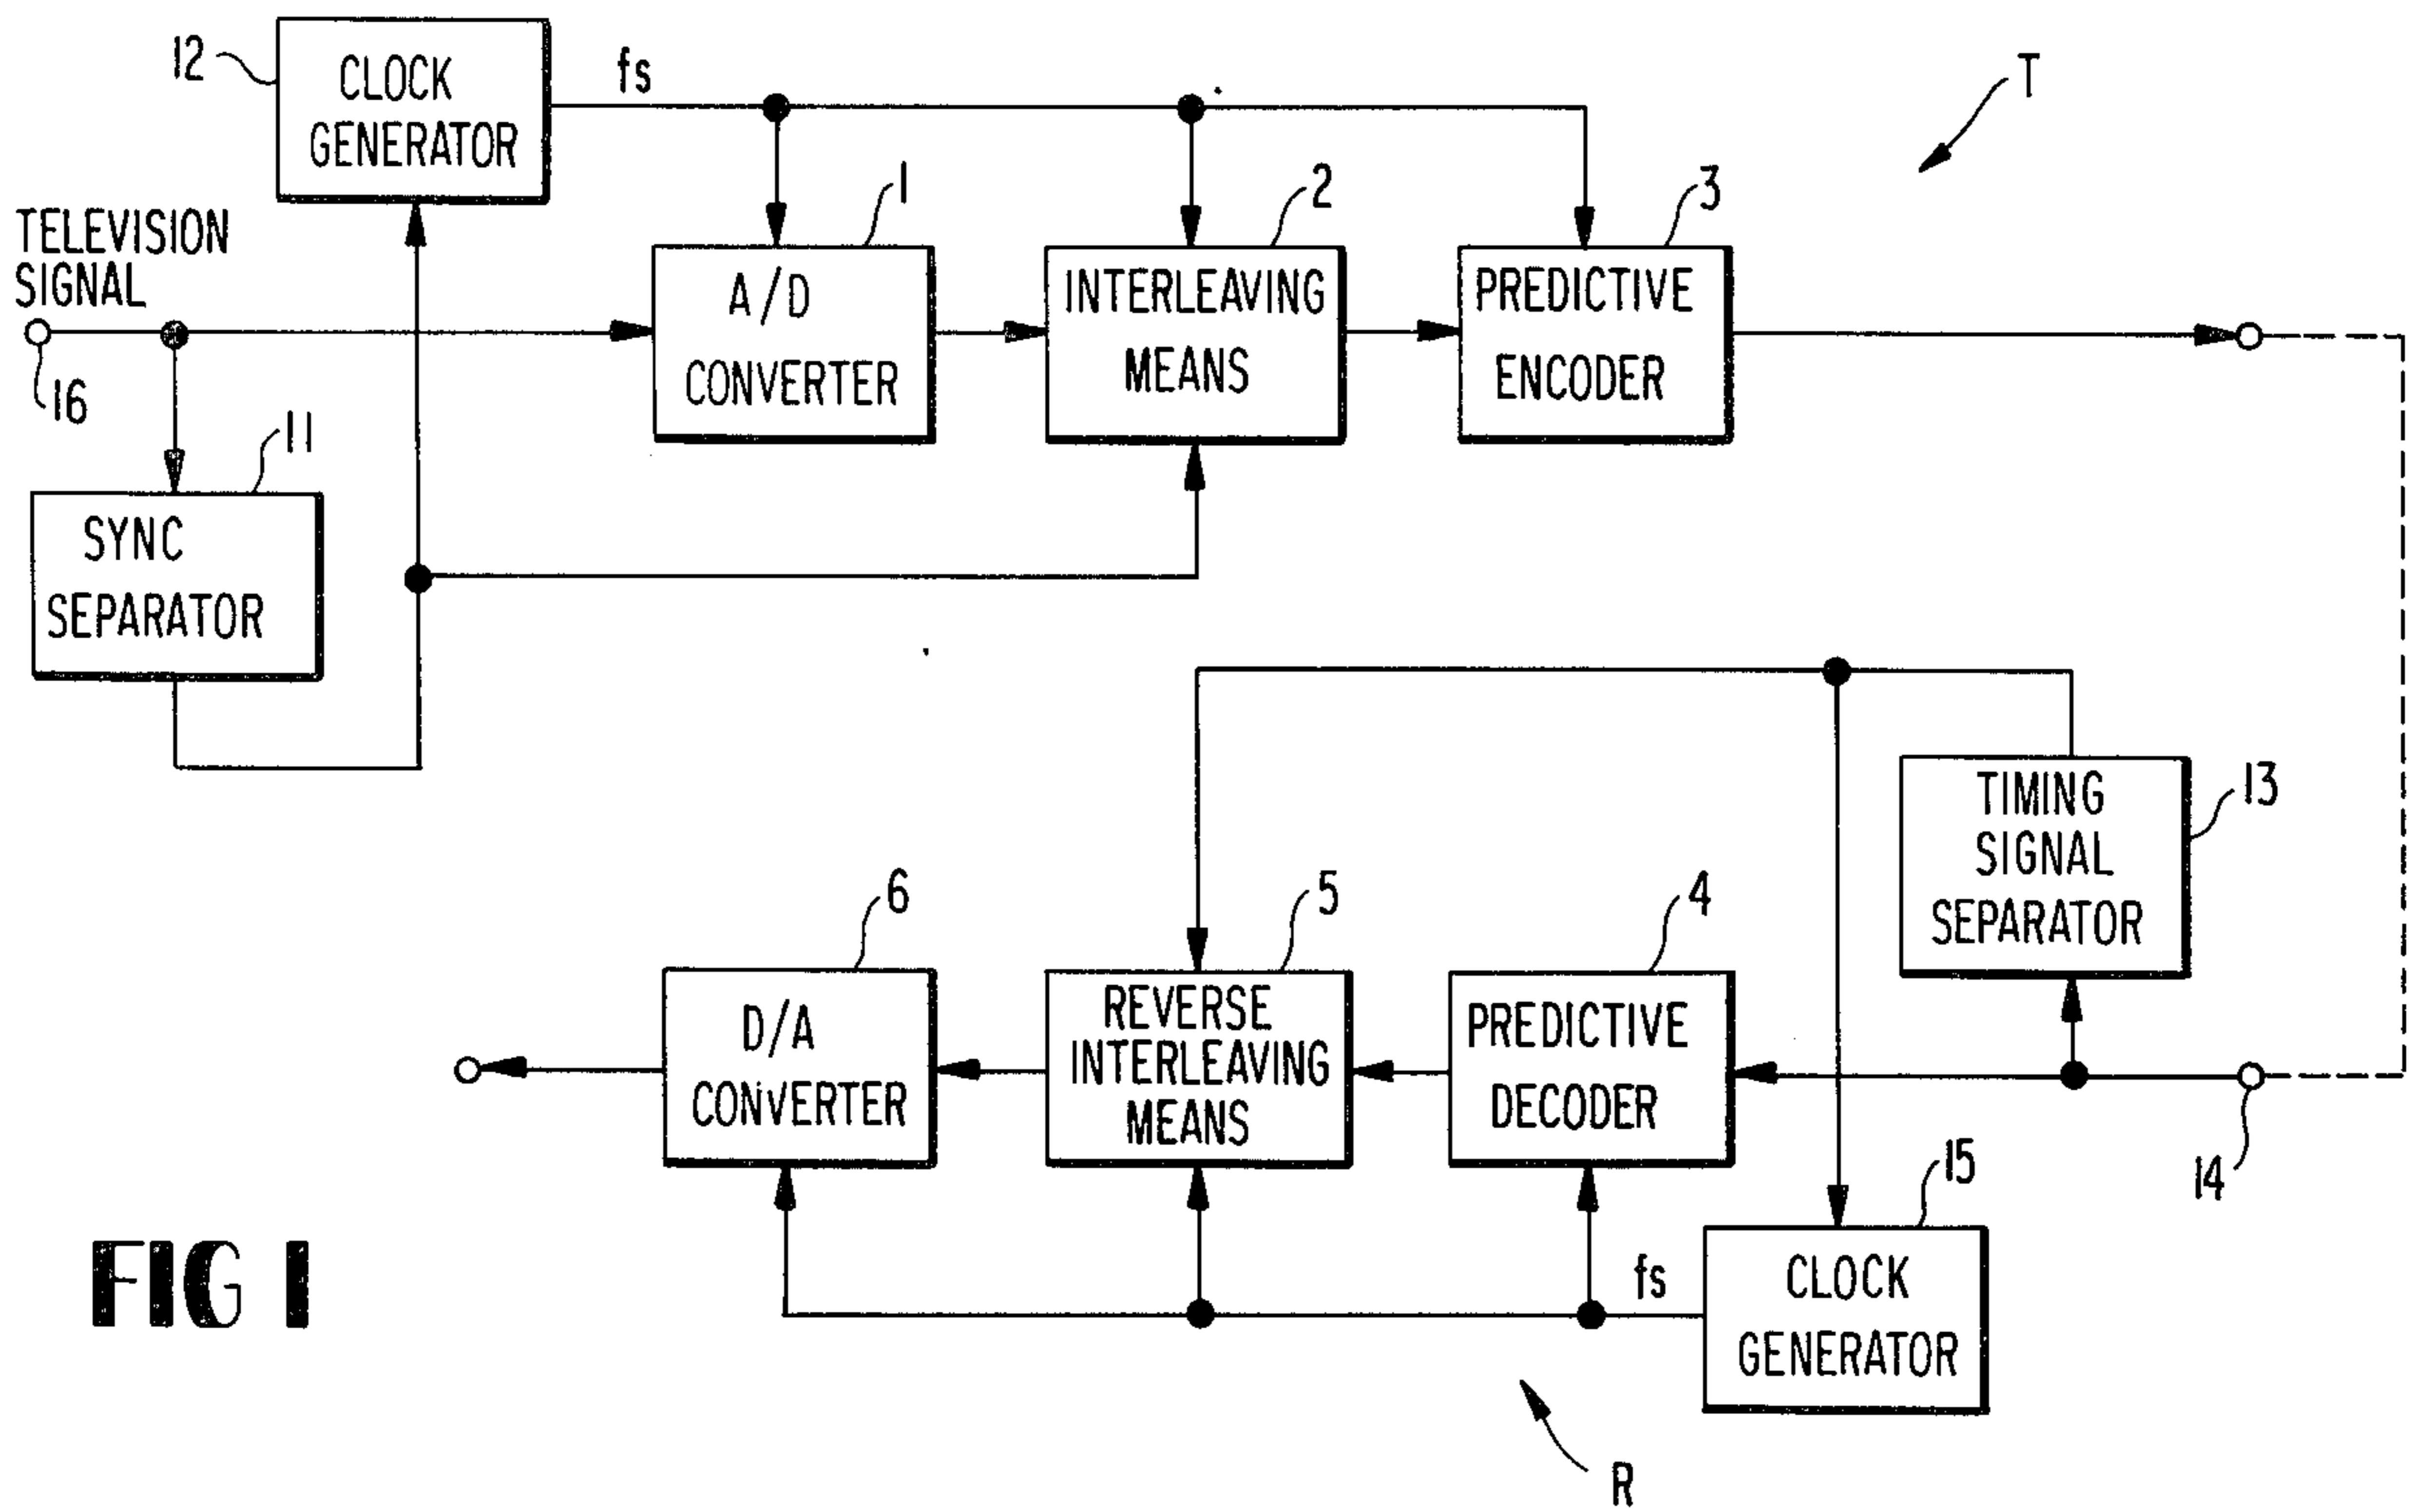 12
CLOCK
GENERATOR
fs
T
TELEVISION
SIGNAL
16
1
A/D
CONVERTER
2
INTERLEAVING
MEANS
3
PREDICTIVE
ENCODER
11
SYNC
SEPARATOR
13
TIMING
SIGNAL
SEPARATOR
6
D/A
CONVERTER
5
REVERSE
INTERLEAVING
MEANS
4
PREDICTIVE
DECODER
14
15
CLOCK
GENERATOR
fs
R
FIG 1